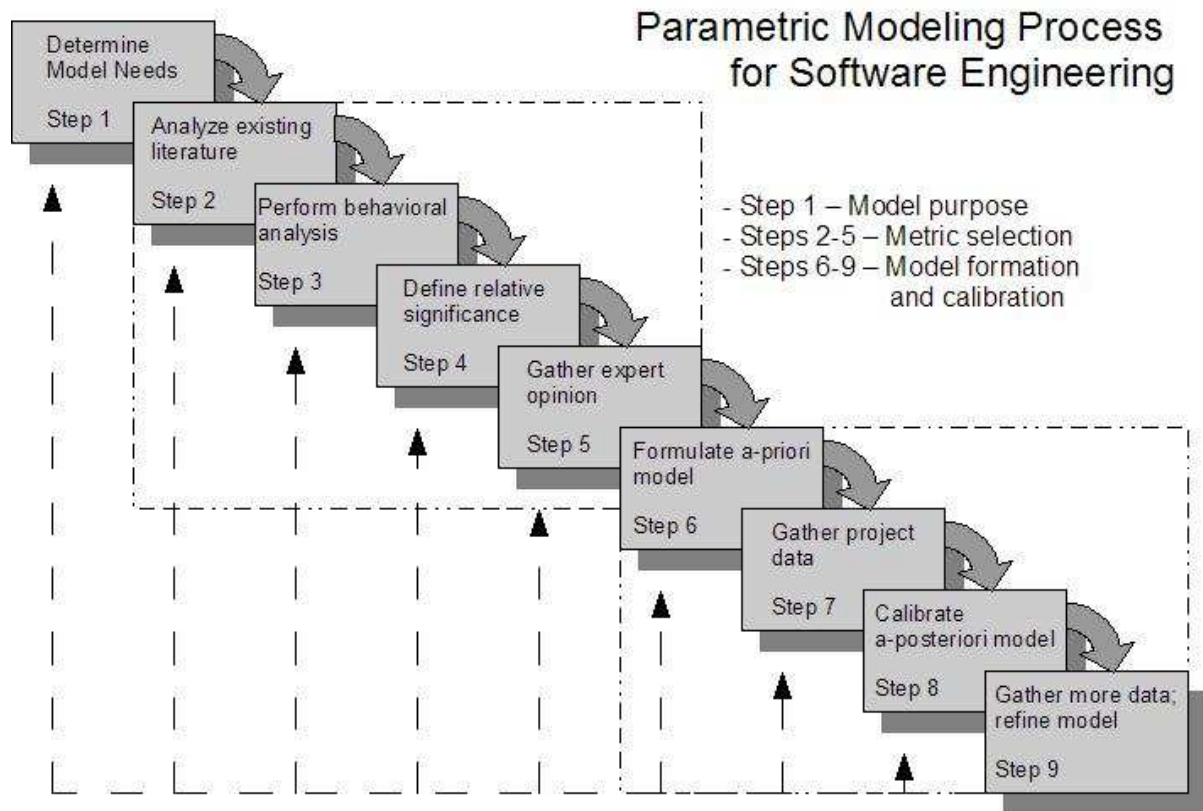 Parametric Modeling Process
for Software Engineering
Determine
Model Needs
Step 1
Analyze existing
literature
Step 2
Perform behavioral
analysis
Step 3
Define relative
significance
Step 4
Gather expert
opinion
Step 5
Formulate a-priori
model
Step 6
Gather project
data
Step 7
Calibrate
a-posteriori model
Step 8
Gather more data;
refine model
Step 9
- Step 1 – Model purpose
- Steps 2-5 – Metric selection
- Steps 6-9 – Model formation
and calibration